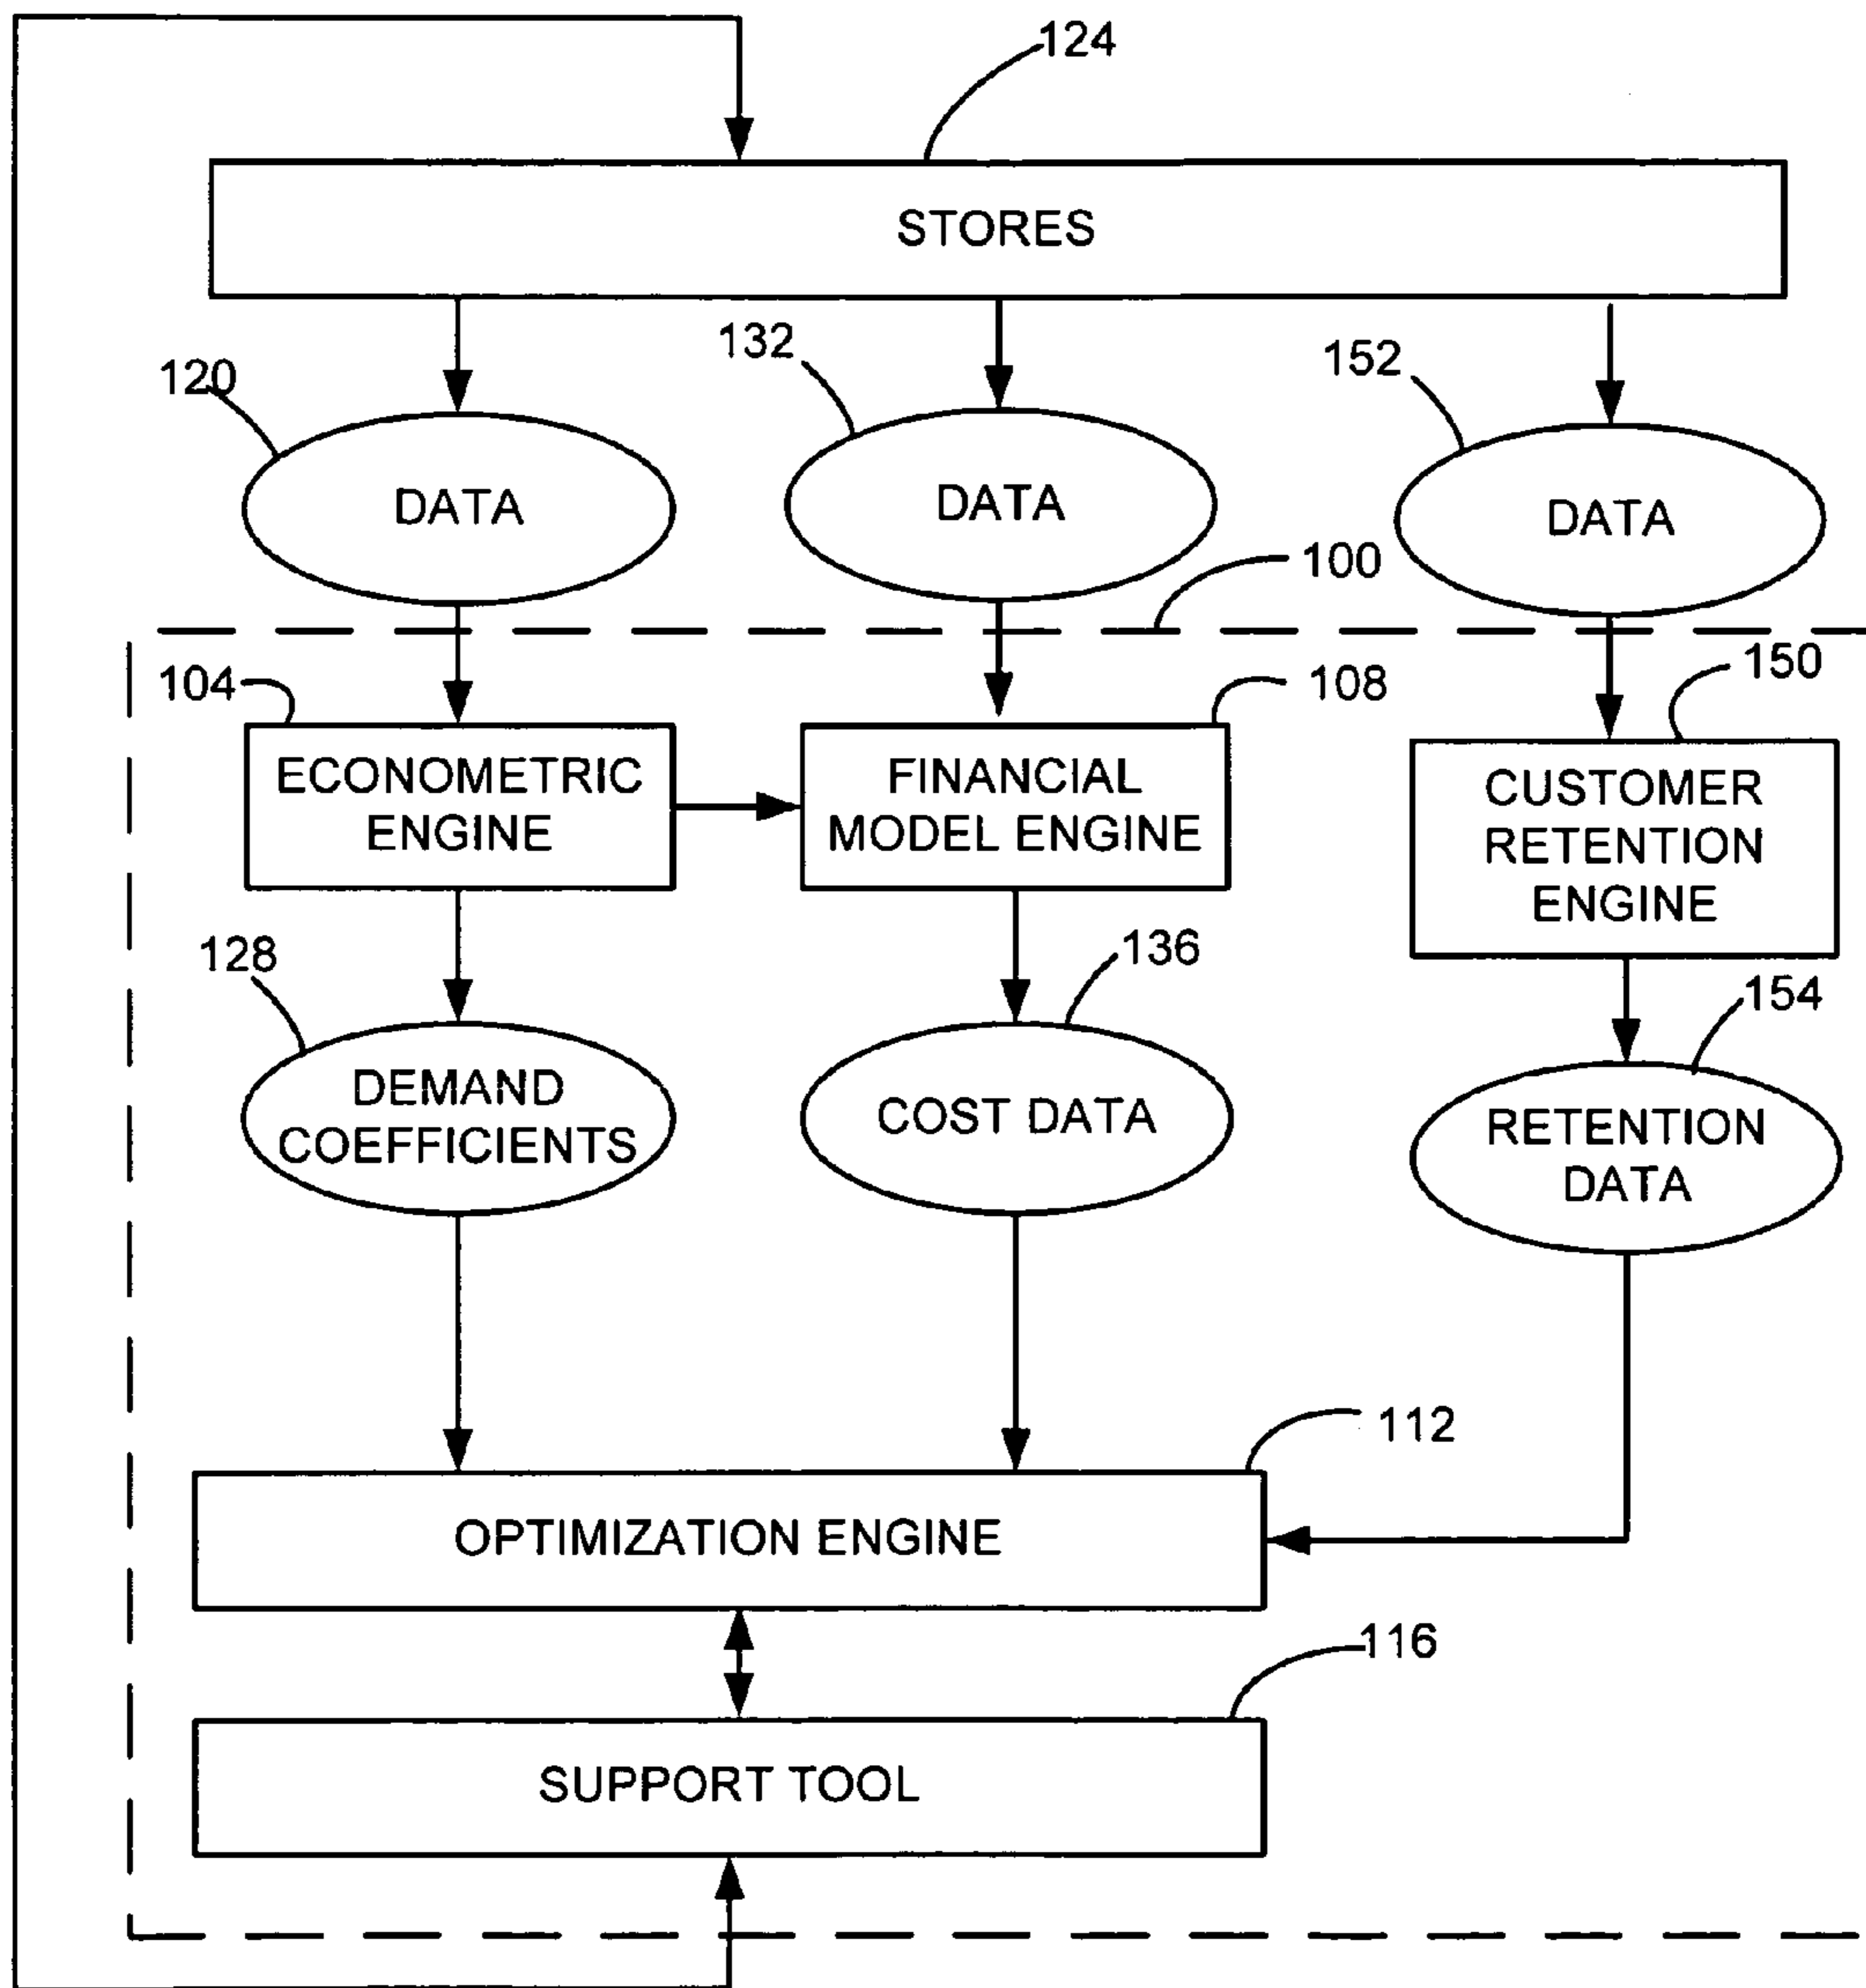 124
STORES
132
152
120
DATA
DATA
DATA
100
150
104
108
ECONOMETRIC
ENGINE
FINANCIAL
MODEL ENGINE
CUSTOMER
RETENTION
ENGINE
128
136
154
DEMAND
COEFFICIENTS
COST DATA
RETENTION
DATA
112
OPTIMIZATION ENGINE
116
SUPPORT TOOL